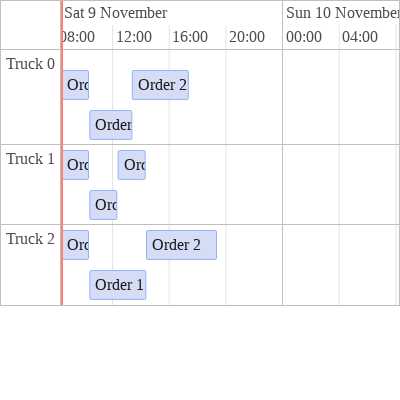 Sat 9 November Sun 10 November
08:00 12:00 16:00 20:00 00:00 04:00
Truck 0
Ord Order 2
Order
Truck 1
Ord Ord
Ord
Truck 2
Ord Order 2
Order 1